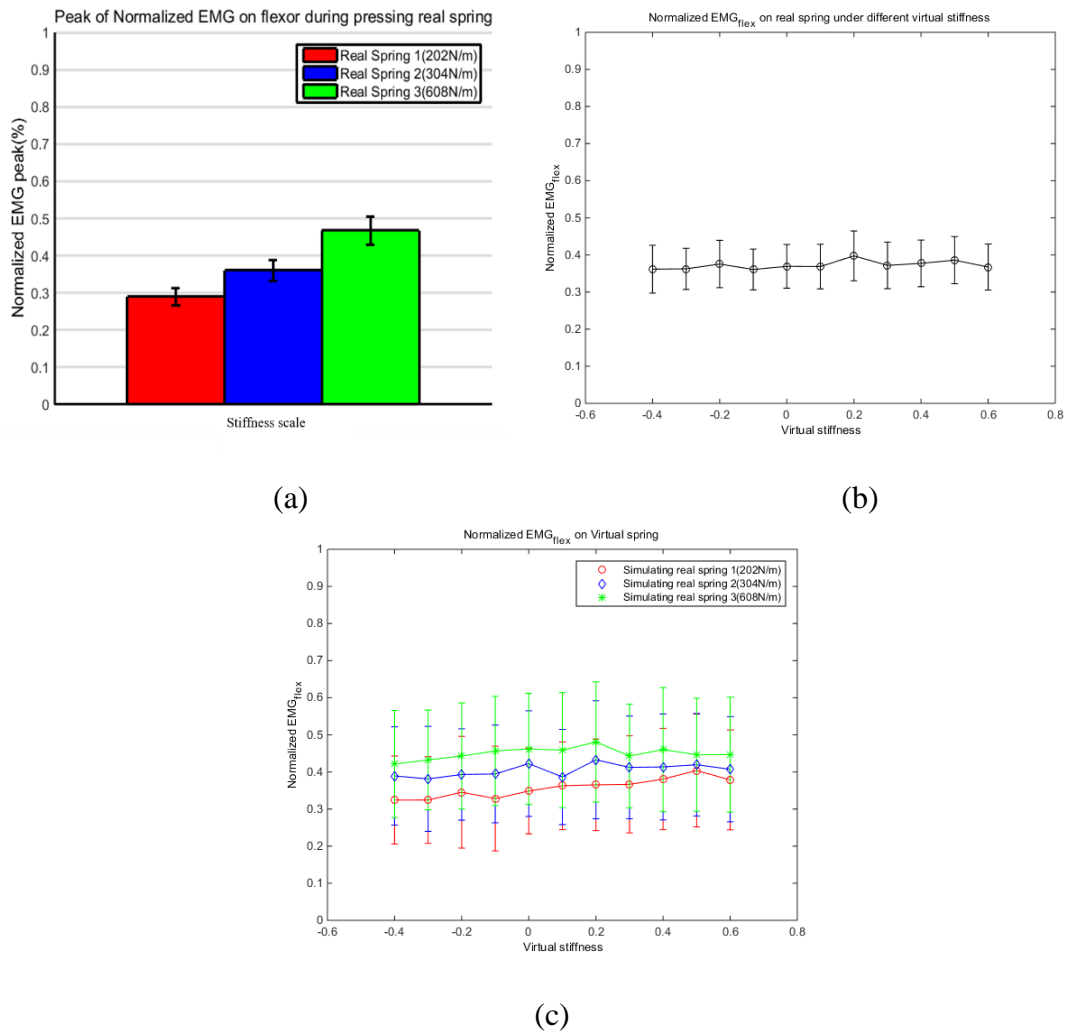 Peak of Normalized EMG on flexor during pressing real spring
Normalized EMG peak(%)
1
0.9
0.8
0.7
0.6
0.5
0.4
0.3
0.2
0.1
0
Real Spring 1(202N/m)
Real Spring 2(304N/m)
Real Spring 3(608N/m)
Stiffness scale
(a)
Normalized EMGflex on real spring under different virtual stiffness
Normalized EMGflex
1
0.9
0.8
0.7
0.6
0.5
0.4
0.3
0.2
0.1
0
-0.6 -0.4 -0.2 0 0.2 0.4 0.6 0.8
Virtual stiffness
(b)
Normalized EMGflex on Virtual spring
Normalized EMGflex
1
0.9
0.8
0.7
0.6
0.5
0.4
0.3
0.2
0.1
0
Simulating real spring 1(202N/m)
Simulating real spring 2(304N/m)
Simulating real spring 3(608N/m)
-0.6 -0.4 -0.2 0 0.2 0.4 0.6 0.8
Virtual stiffness
(c)